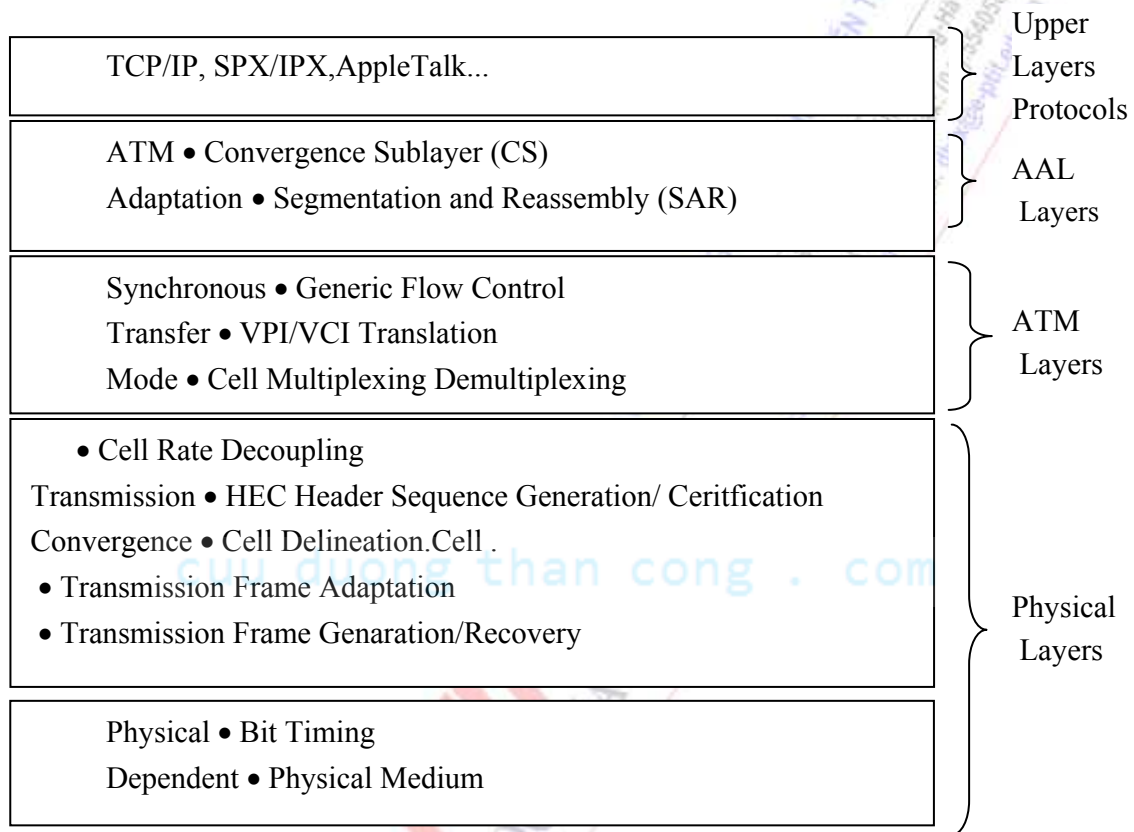 TCP/IP, SPX/IPX,AppleTalk...
Upper
Layers
Protocols
ATM • Convergence Sublayer (CS)
Adaptation • Segmentation and Reassembly (SAR)
AAL
Layers
Synchronous • Generic Flow Control
Transfer • VPI/VCI Translation
Mode • Cell Multiplexing Demultiplexing
ATM
Layers
• Cell Rate Decoupling
Transmission • HEC Header Sequence Generation/ Ceritfication
Convergence • Cell Delineation.Cell .
• Transmission Frame Adaptation
• Transmission Frame Genaration/Recovery
Physical
Layers
Physical • Bit Timing
Dependent • Physical Medium
cuu duong than cong . com